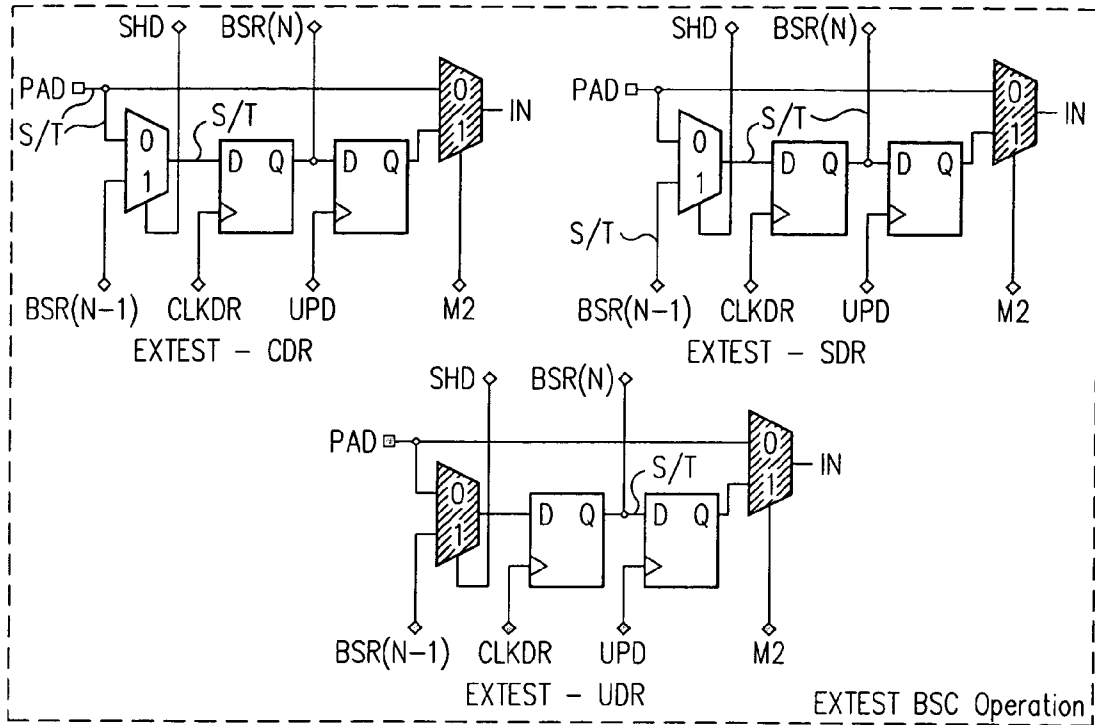 SHD BSR(N)
PAD
S/T
0 1
S/T
D Q D Q
0 1
IN
BSR(N-1) CLKDR UPD M2
EXTEST - CDR
SHD BSR(N)
PAD
S/T
0 1
D Q D Q
0 1
IN
S/T
BSR(N-1) CLKDR UPD M2
EXTEST - SDR
SHD BSR(N)
PAD
0 1
D Q D Q
S/T
0 1
IN
BSR(N-1) CLKDR UPD M2
EXTEST - UDR
EXTEST BSC Operation